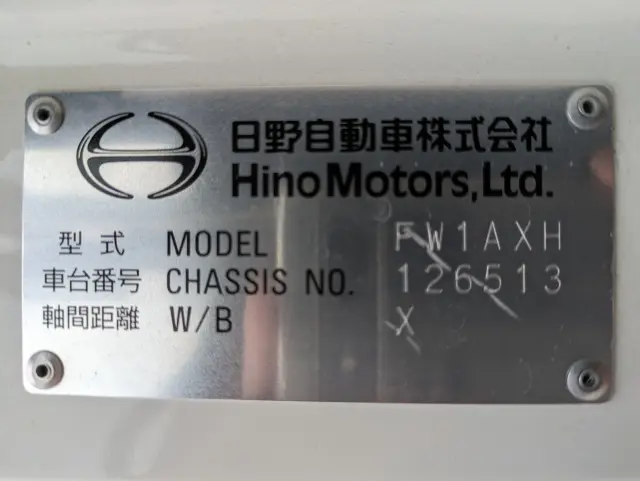 日野自動車株式会社
Hino Motors, Ltd.
型式 MODEL FW1AXH
車台番号 CHASSIS NO. 126513
軸間距離 W/B X